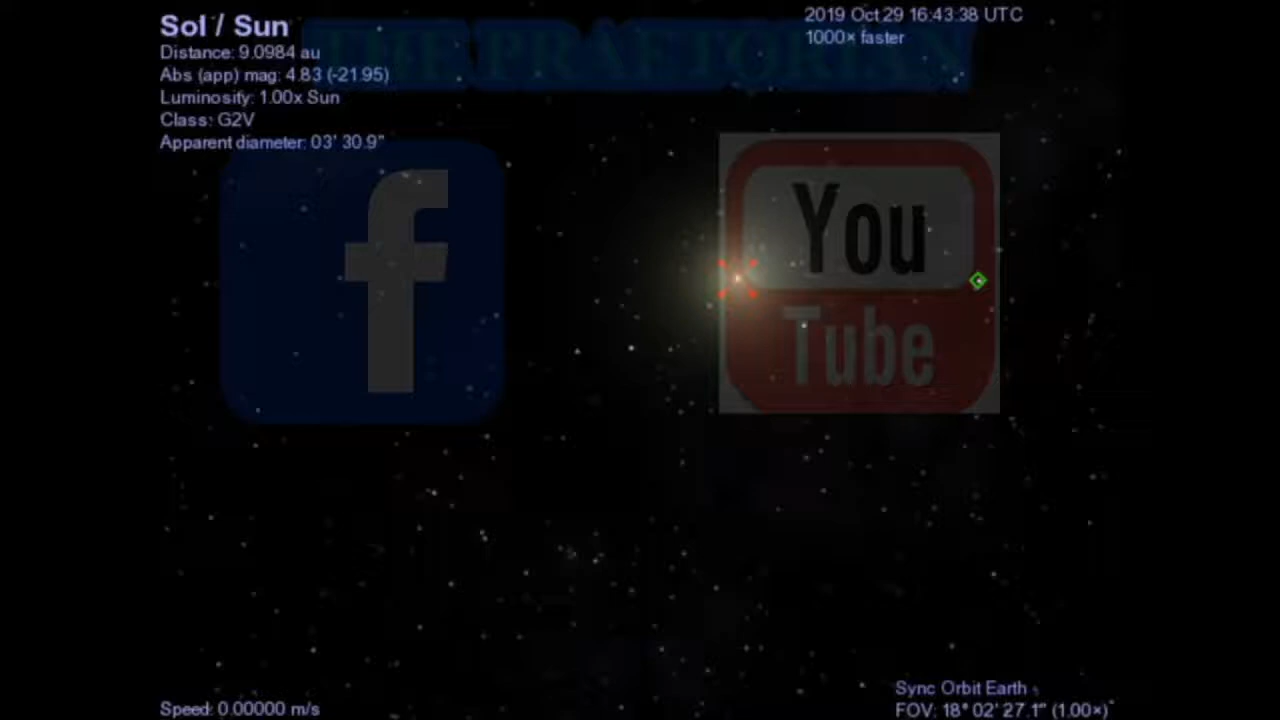 THE PRAETORIAN
Sol / Sun
Distance: 9.0984 au
Abs (app) mag: 4.83 (-21.95)
Luminosity: 1.00x Sun
Class: G2V
Apparent diameter: 03' 30.9"
2019 Oct 29 16:43:38 UTC
1000× faster
f
You
Tube
Speed: 0.00000 m/s
Sync Orbit Earth
FOV: 18° 02' 27.1" (1.00×)